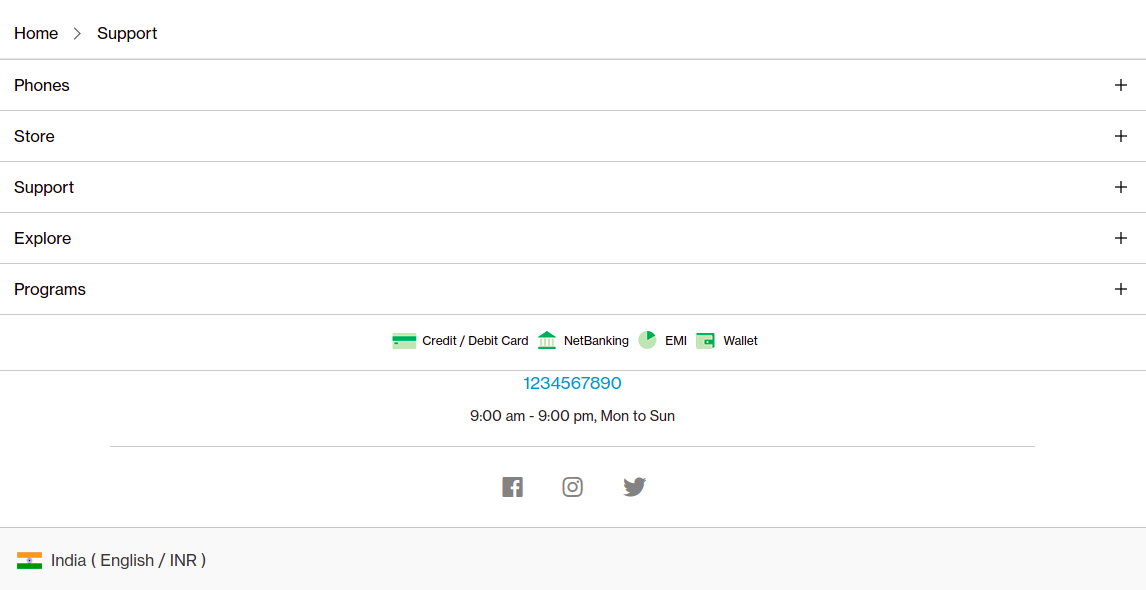 Home > Support
Phones +
Store +
Support +
Explore +
Programs +
Credit / Debit Card NetBanking EMI Wallet
1234567890
9:00 am - 9:00 pm, Mon to Sun
India ( English / INR )